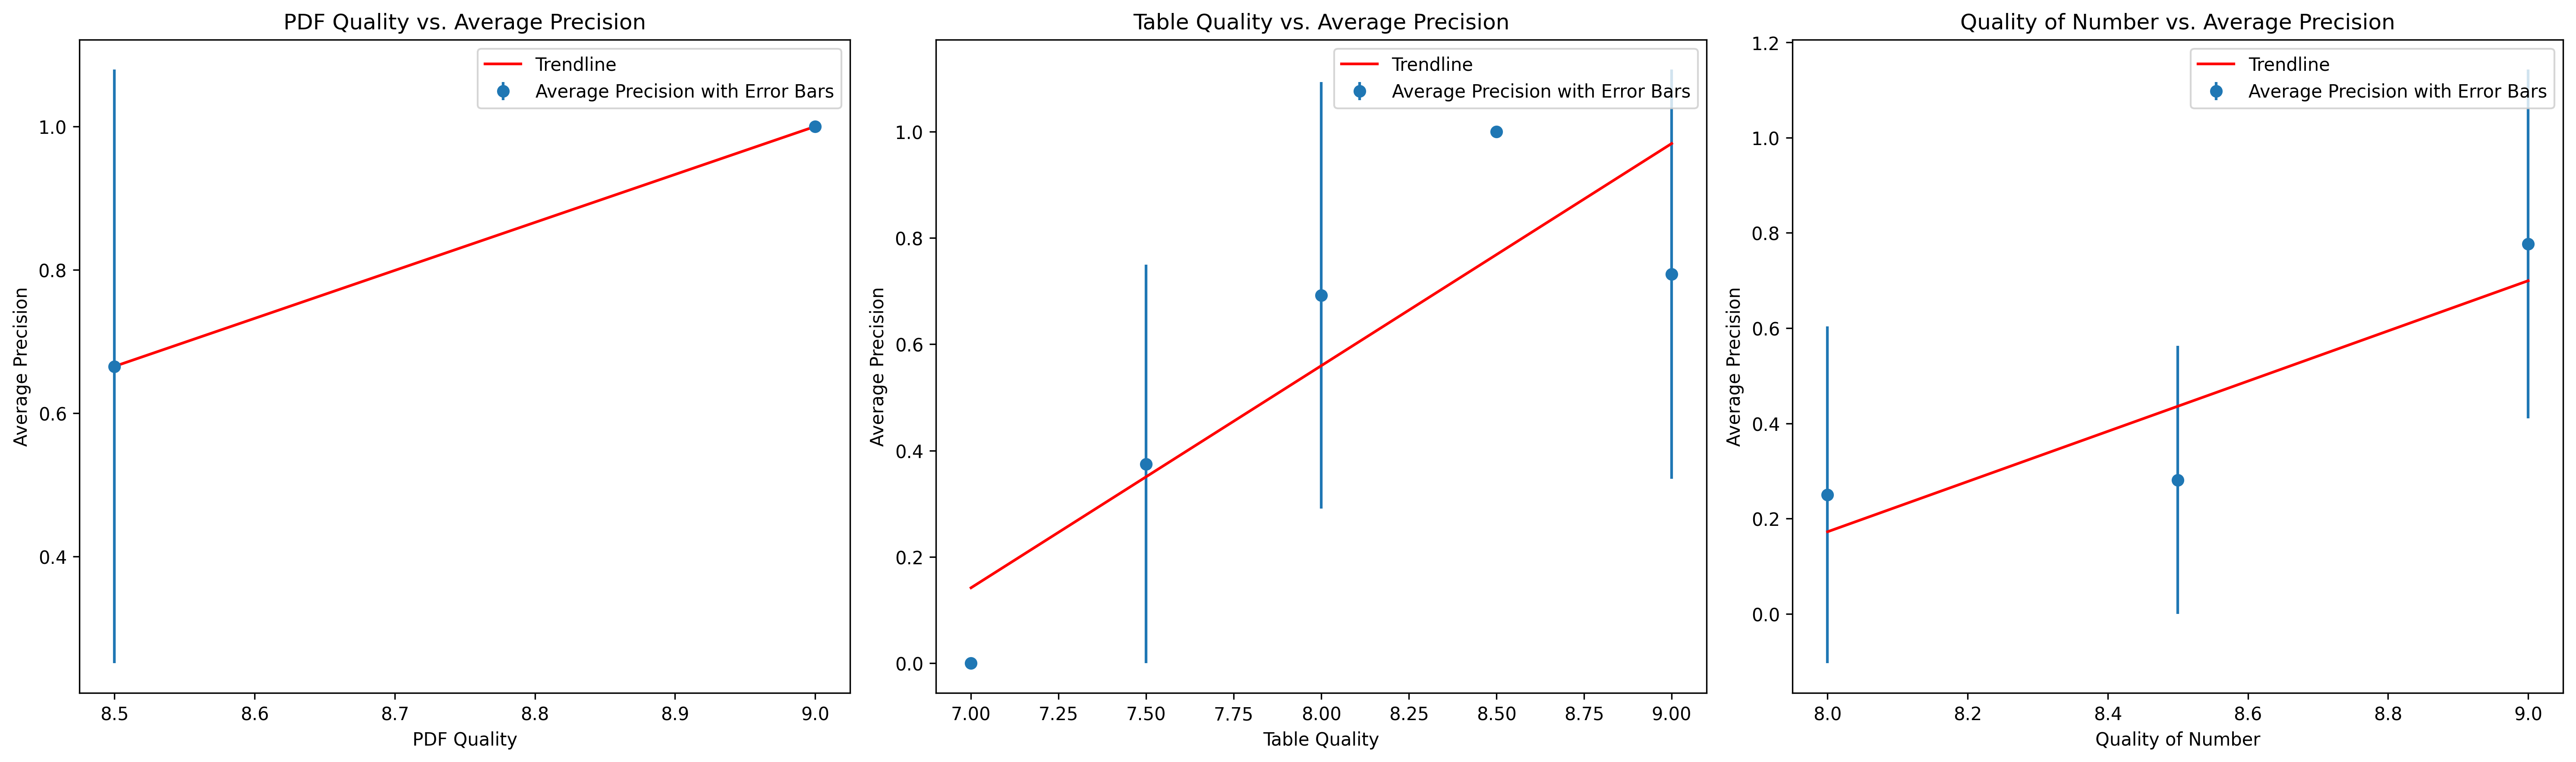 PDF Quality vs. Average Precision
Trendline
Average Precision with Error Bars
1.0
0.8
0.6
0.4
Average Precision
8.5 8.6 8.7 8.8 8.9 9.0
PDF Quality
Table Quality vs. Average Precision
Trendline
Average Precision with Error Bars
1.0
0.8
0.6
0.4
0.2
0.0
Average Precision
7.00 7.25 7.50 7.75 8.00 8.25 8.50 8.75 9.00
Table Quality
Quality of Number vs. Average Precision
Trendline
Average Precision with Error Bars
1.2
1.0
0.8
0.6
0.4
0.2
0.0
Average Precision
8.0 8.2 8.4 8.6 8.8 9.0
Quality of Number